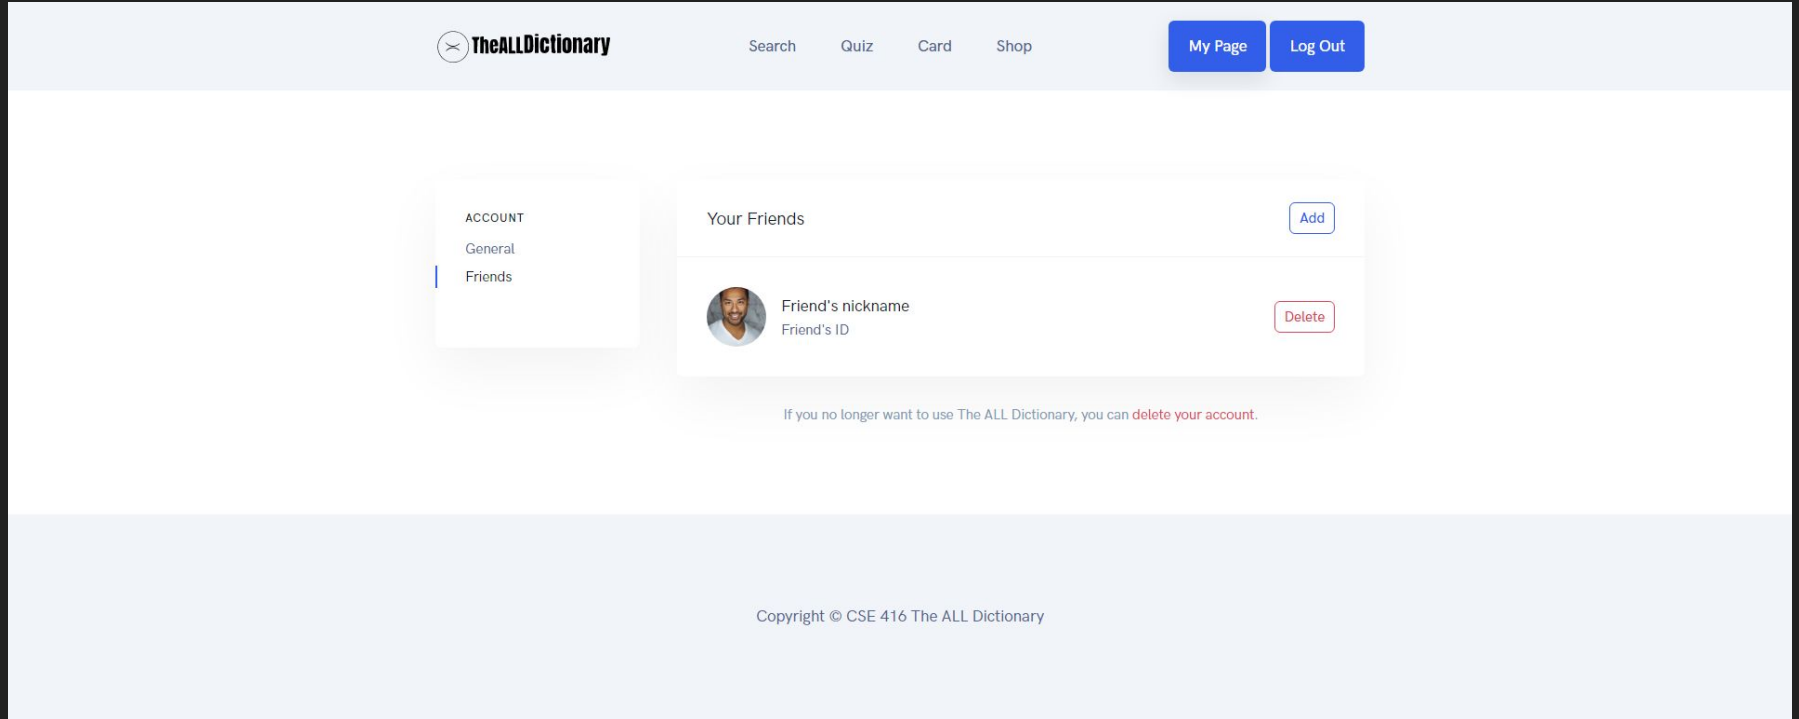 TheALLDictionary
Search Quiz Card Shop
My Page Log Out
ACCOUNT
General
Friends
Your Friends
Add
Friend's nickname
Friend's ID
Delete
If you no longer want to use The ALL Dictionary, you can delete your account.
Copyright © CSE 416 The ALL Dictionary